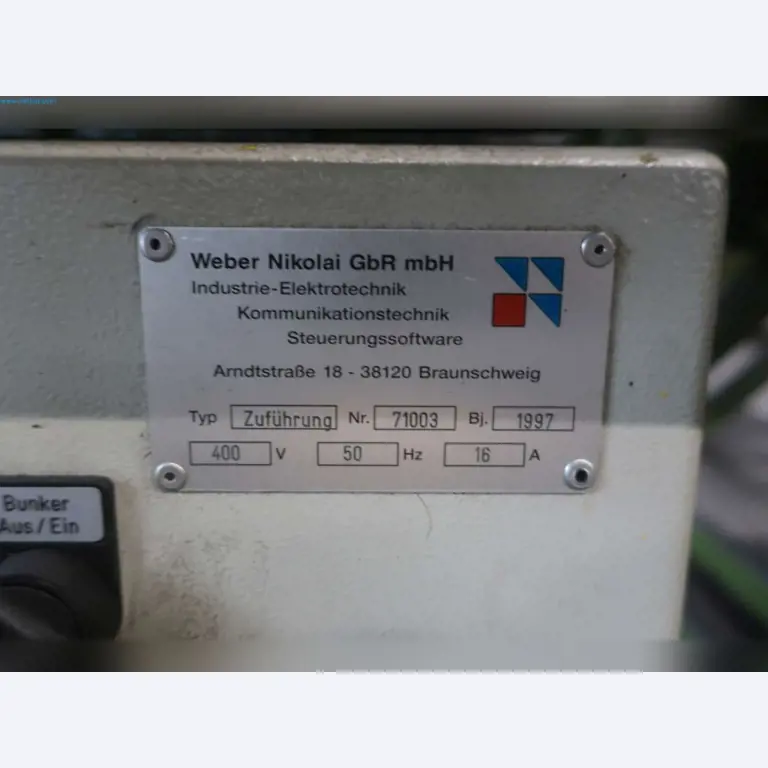 Weber Nikolai GbR mbH
Industrie-Elektrotechnik
Kommunikationstechnik
Steuerungssoftware
Arndtstraße 18 - 38120 Braunschweig
Typ Zuführung Nr. 71003 Bj. 1997
400 V 50 Hz 16 A
Bunker
Aus/Ein